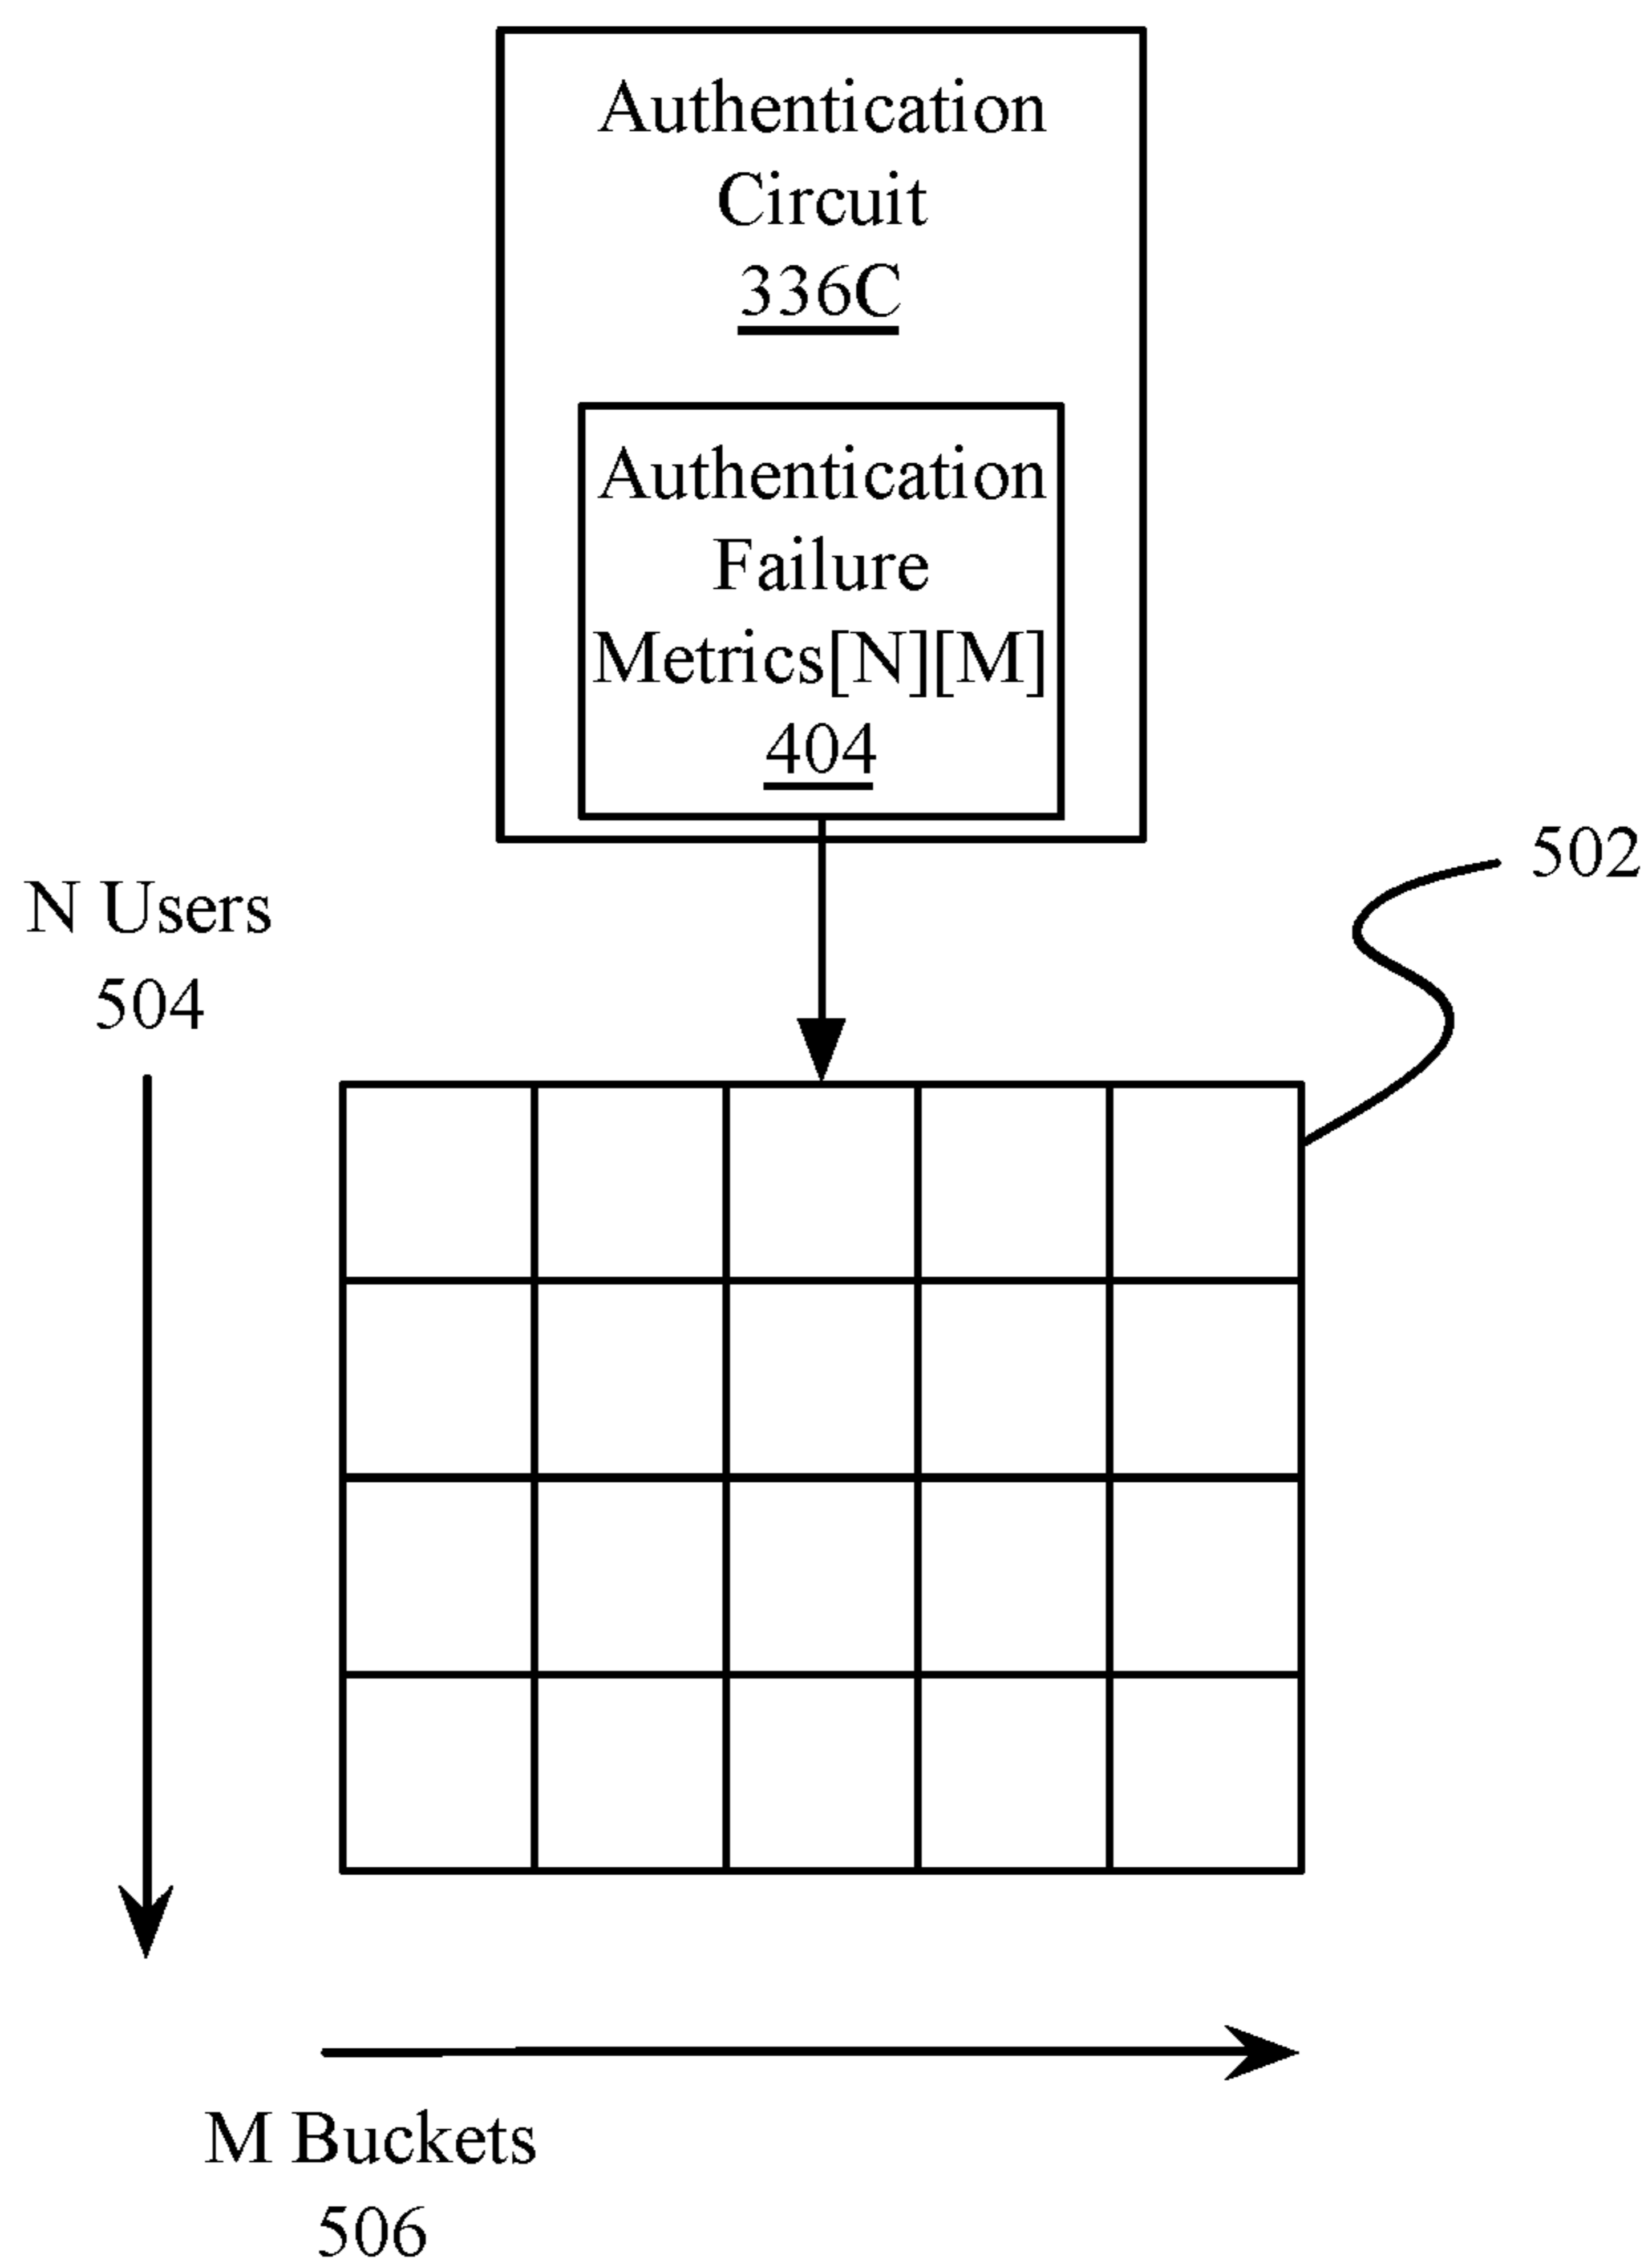 Authentication
Circuit
336C
Authentication
Failure
Metrics[N][M]
404
502
N Users
504
M Buckets
506